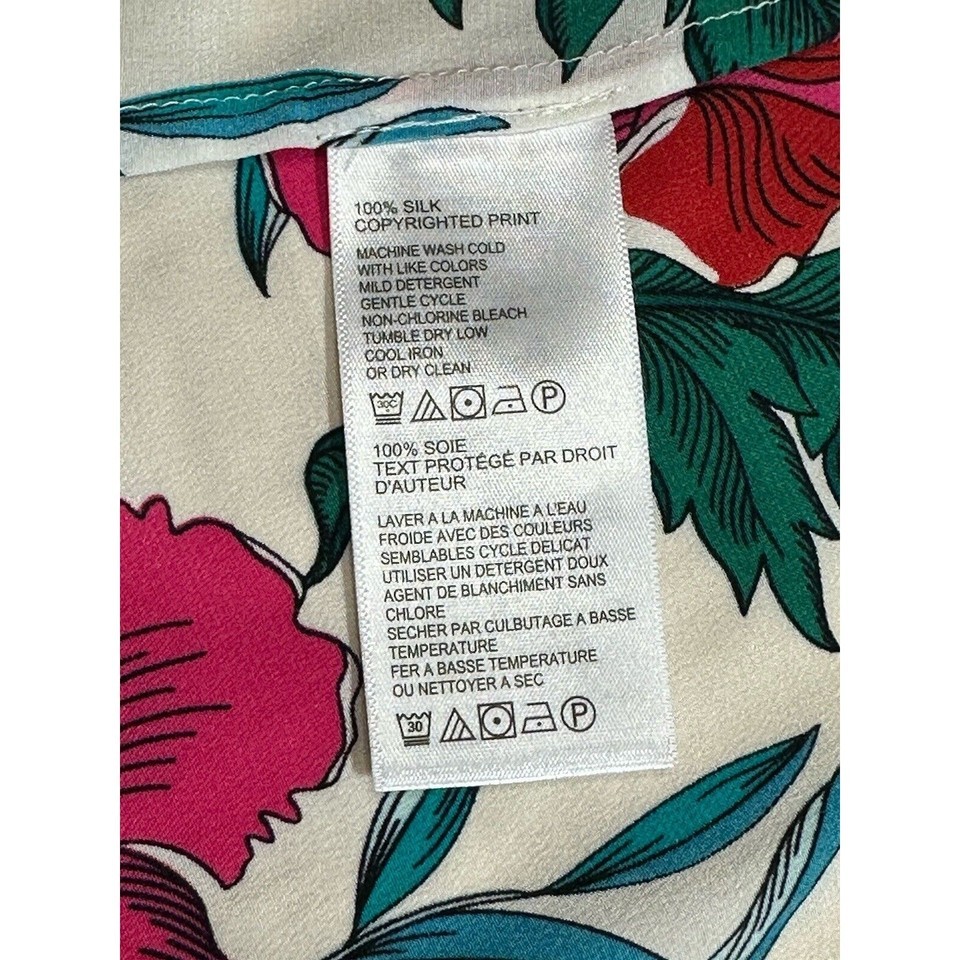 100% SILK
COPYRIGHTED PRINT
MACHINE WASH COLD
WITH LIKE COLORS
MILD DETERGENT
GENTLE CYCLE
NON-CHLORINE BLEACH
TUMBLE DRY LOW
COOL IRON
OR DRY CLEAN
30C P
100% SOIE
TEXT PROTÉGÉ PAR DROIT
D'AUTEUR
LAVER A LA MACHINE A L'EAU
FROIDE AVEC DES COULEURS
SEMBLABLES CYCLE DELICAT
UTILISER UN DETERGENT DOUX
AGENT DE BLANCHIMENT SANS
CHLORE
SECHER PAR CULBUTAGE A BASSE
TEMPERATURE
FER A BASSE TEMPERATURE
OU NETTOYER A SEC
30 P